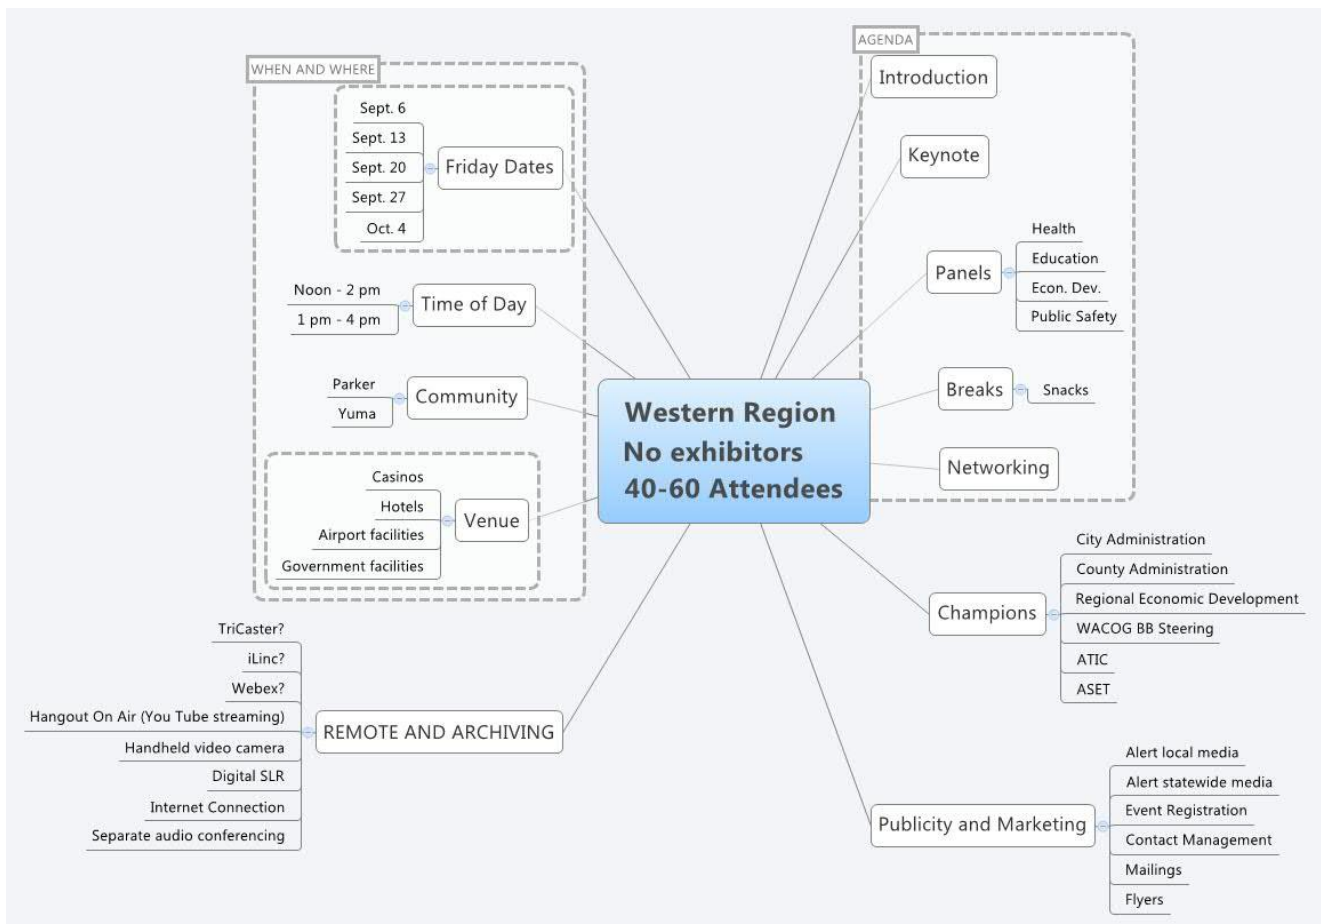 WHEN AND WHERE
Sept. 6
Sept. 13
Sept. 20
Sept. 27
Oct. 4
Friday Dates
Noon - 2 pm
1 pm - 4 pm
Time of Day
Parker
Yuma
Community
Casinos
Hotels
Airport facilities
Government facilities
Venue
TriCaster?
iLinc?
Webex?
Hangout On Air (You Tube streaming)
Handheld video camera
Digital SLR
Internet Connection
Separate audio conferencing
REMOTE AND ARCHIVING
Western Region
No exhibitors
40-60 Attendees
AGENDA
Introduction
Keynote
Panels
Health
Education
Econ. Dev.
Public Safety
Breaks
Snacks
Networking
Champions
City Administration
County Administration
Regional Economic Development
WACOG BB Steering
ATIC
ASET
Publicity and Marketing
Alert local media
Alert statewide media
Event Registration
Contact Management
Mailings
Flyers